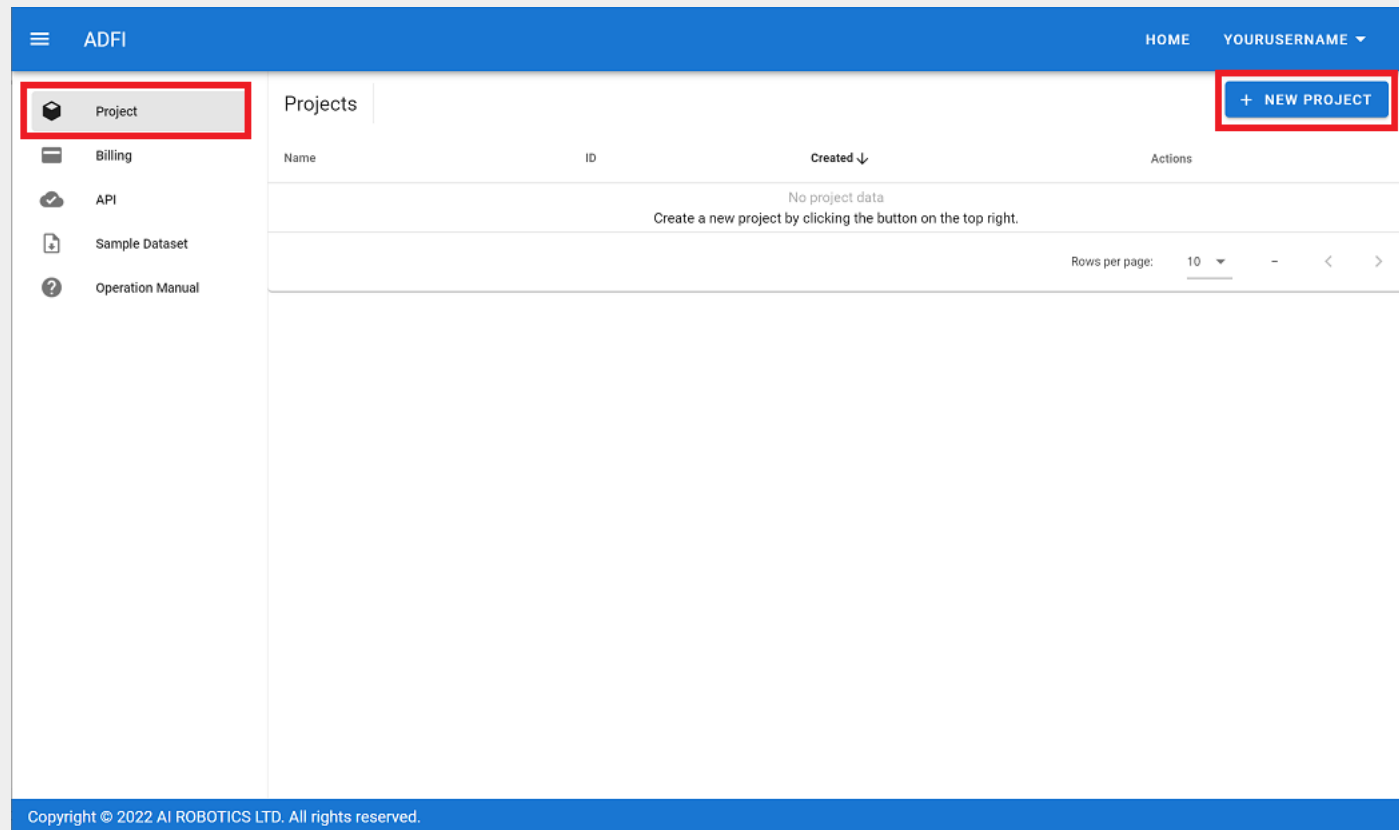 ADFI HOME YOURUSERNAME
Project
Billing
API
Sample Dataset
Operation Manual
Projects + NEW PROJECT
Name ID Created Actions
No project data
Create a new project by clicking the button on the top right.
Rows per page: 10 –
Copyright © 2022 AI ROBOTICS LTD. All rights reserved.